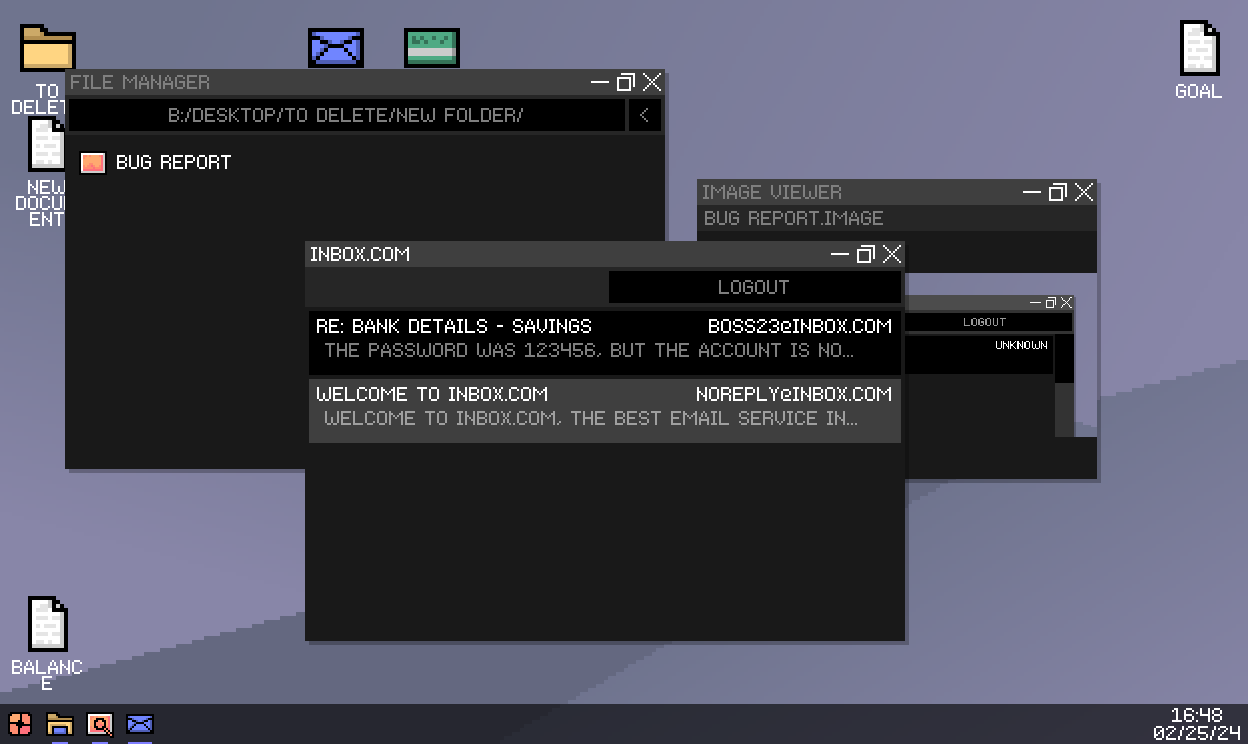 TO
DELET
FILE MANAGER
B:/DESKTOP/TO DELETE/NEW FOLDER/
<
BUG REPORT
NEW
DOCU
ENT
GOAL
IMAGE VIEWER
BUG REPORT.IMAGE
INBOX.COM
LOGOUT
RE: BANK DETAILS - SAVINGS
BOSS23@INBOX.COM
THE PASSWORD WAS 123456, BUT THE ACCOUNT IS NO...
WELCOME TO INBOX.COM
NOREPLY@INBOX.COM
WELCOME TO INBOX.COM, THE BEST EMAIL SERVICE IN...
LOGOUT
UNKNOWN
BALANC
E
16:48
02/25/24